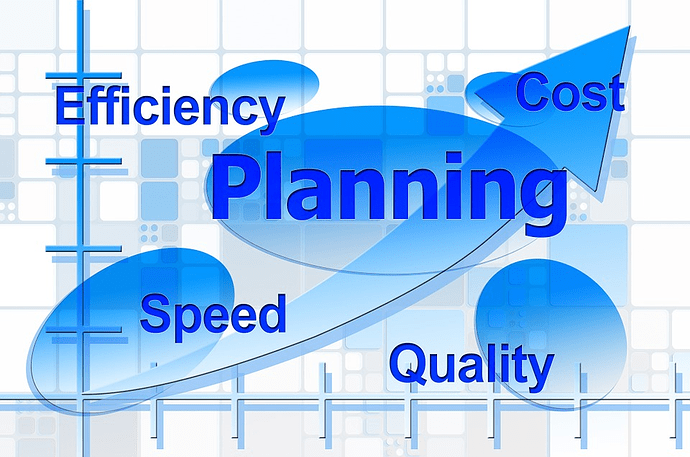 Efficiency
Cost
Planning
Speed
Quality